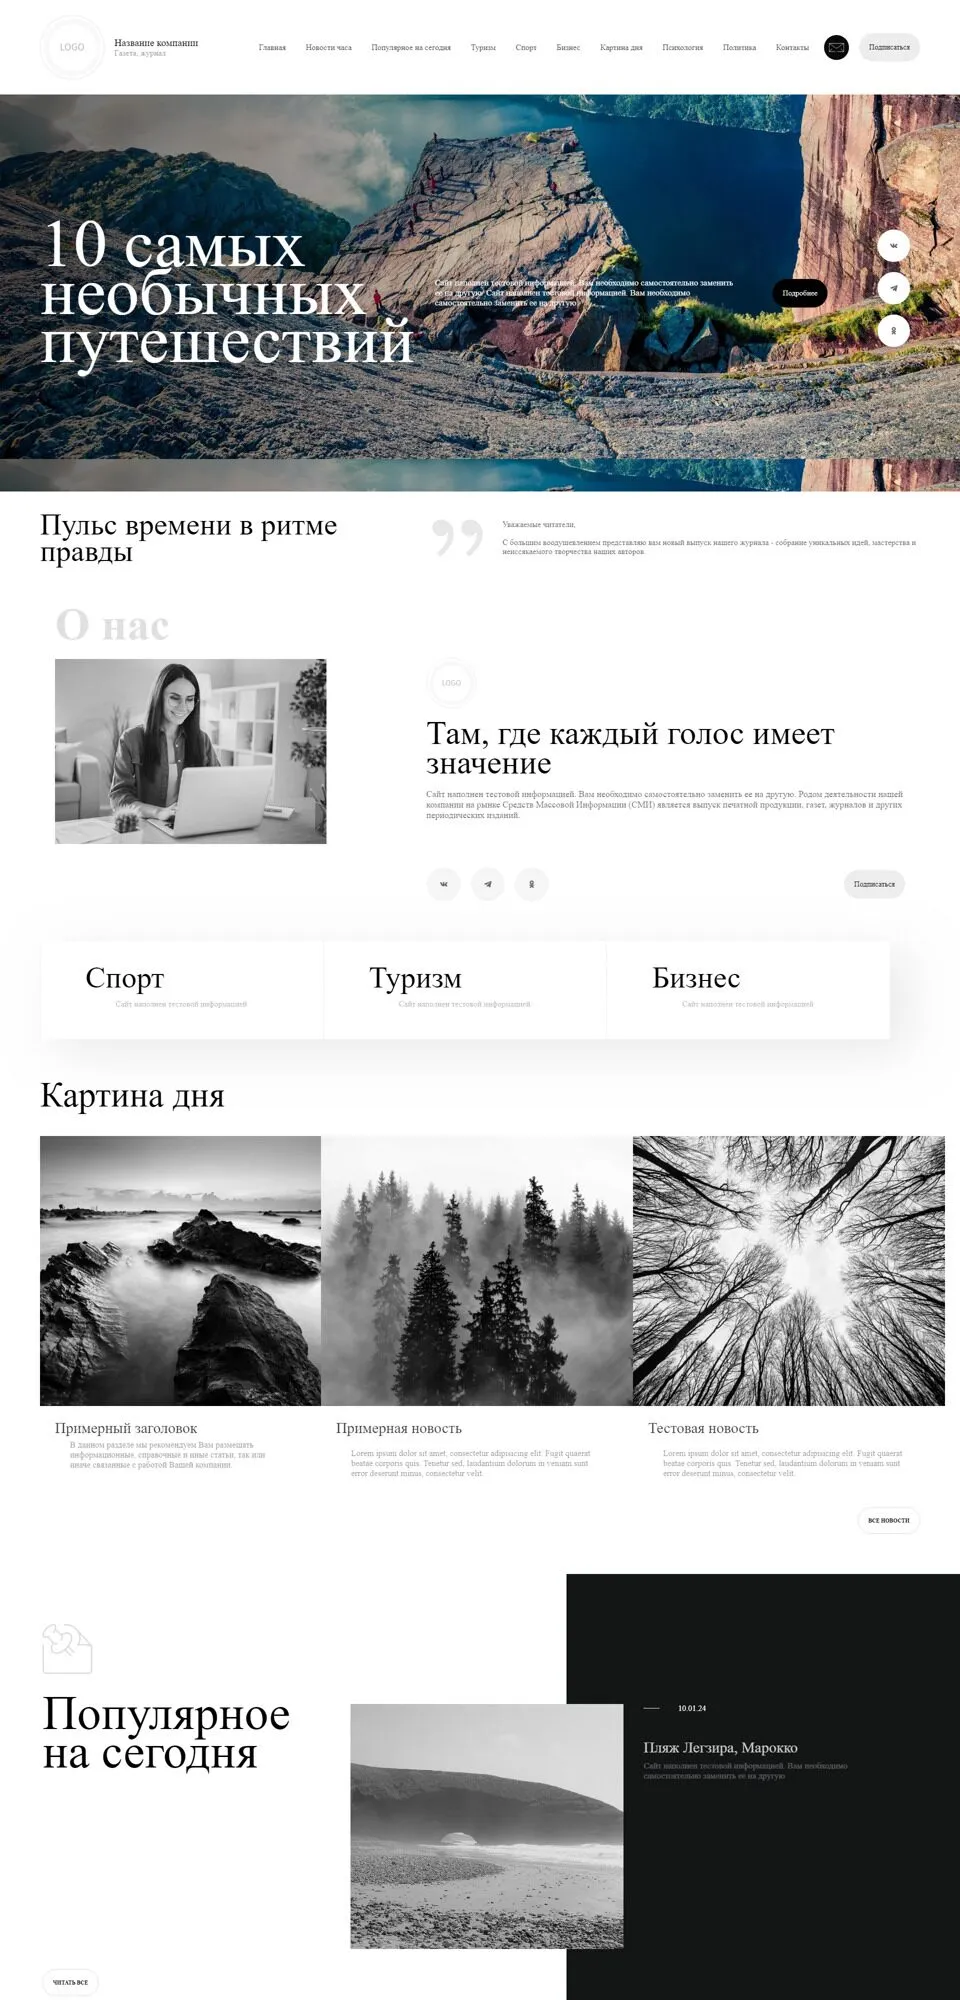 LOGO
Название компании
Газета, журнал
Главная
Новости часа
Популярное на сегодня
Туризм
Спорт
Бизнес
Картина дня
Психология
Политика
Контакты
Подписаться
10 самых
необычных
путешествий
Сайт наполнен тестовой информацией. Вам необходимо самостоятельно заменить
ее на другую. Сайт наполнен тестовой информацией. Вам необходимо
самостоятельно заменить ее на другую
Подробнее
Пульс времени в ритме
правды
Уважаемые читатели,
С большим воодушевлением представляю вам новый выпуск нашего журнала - собрание уникальных идей, мастерства и
неиссякаемого творчества наших авторов.
О нас
LOGO
Там, где каждый голос имеет
значение
Сайт наполнен тестовой информацией. Вам необходимо самостоятельно заменить ее на другую. Родом деятельности нашей
компании на рынке Средств Массовой Информации (СМИ) является выпуск печатной продукции, газет, журналов и других
периодических изданий.
Подписаться
Спорт
Сайт наполнен тестовой информацией
Туризм
Сайт наполнен тестовой информацией
Бизнес
Сайт наполнен тестовой информацией
Картина дня
Примерный заголовок
В данном разделе мы рекомендуем Вам размещать
информационные, справочные и иные статьи, так или
иначе связанные с работой Вашей компании.
Примерная новость
Lorem ipsum dolor sit amet, consectetur adipisicing elit. Fugit quaerat
beatae corporis quis. Tenetur sed, laudantium dolorum in veniam sunt
error deserunt minus, consectetur velit.
Тестовая новость
Lorem ipsum dolor sit amet, consectetur adipisicing elit. Fugit quaerat
beatae corporis quis. Tenetur sed, laudantium dolorum in veniam sunt
error deserunt minus, consectetur velit.
ВСЕ НОВОСТИ
Популярное
на сегодня
10.01.24
Пляж Легзира, Марокко
Сайт наполнен тестовой информацией. Вам необходимо
самостоятельно заменить ее на другую
ЧИТАТЬ ВСЕ